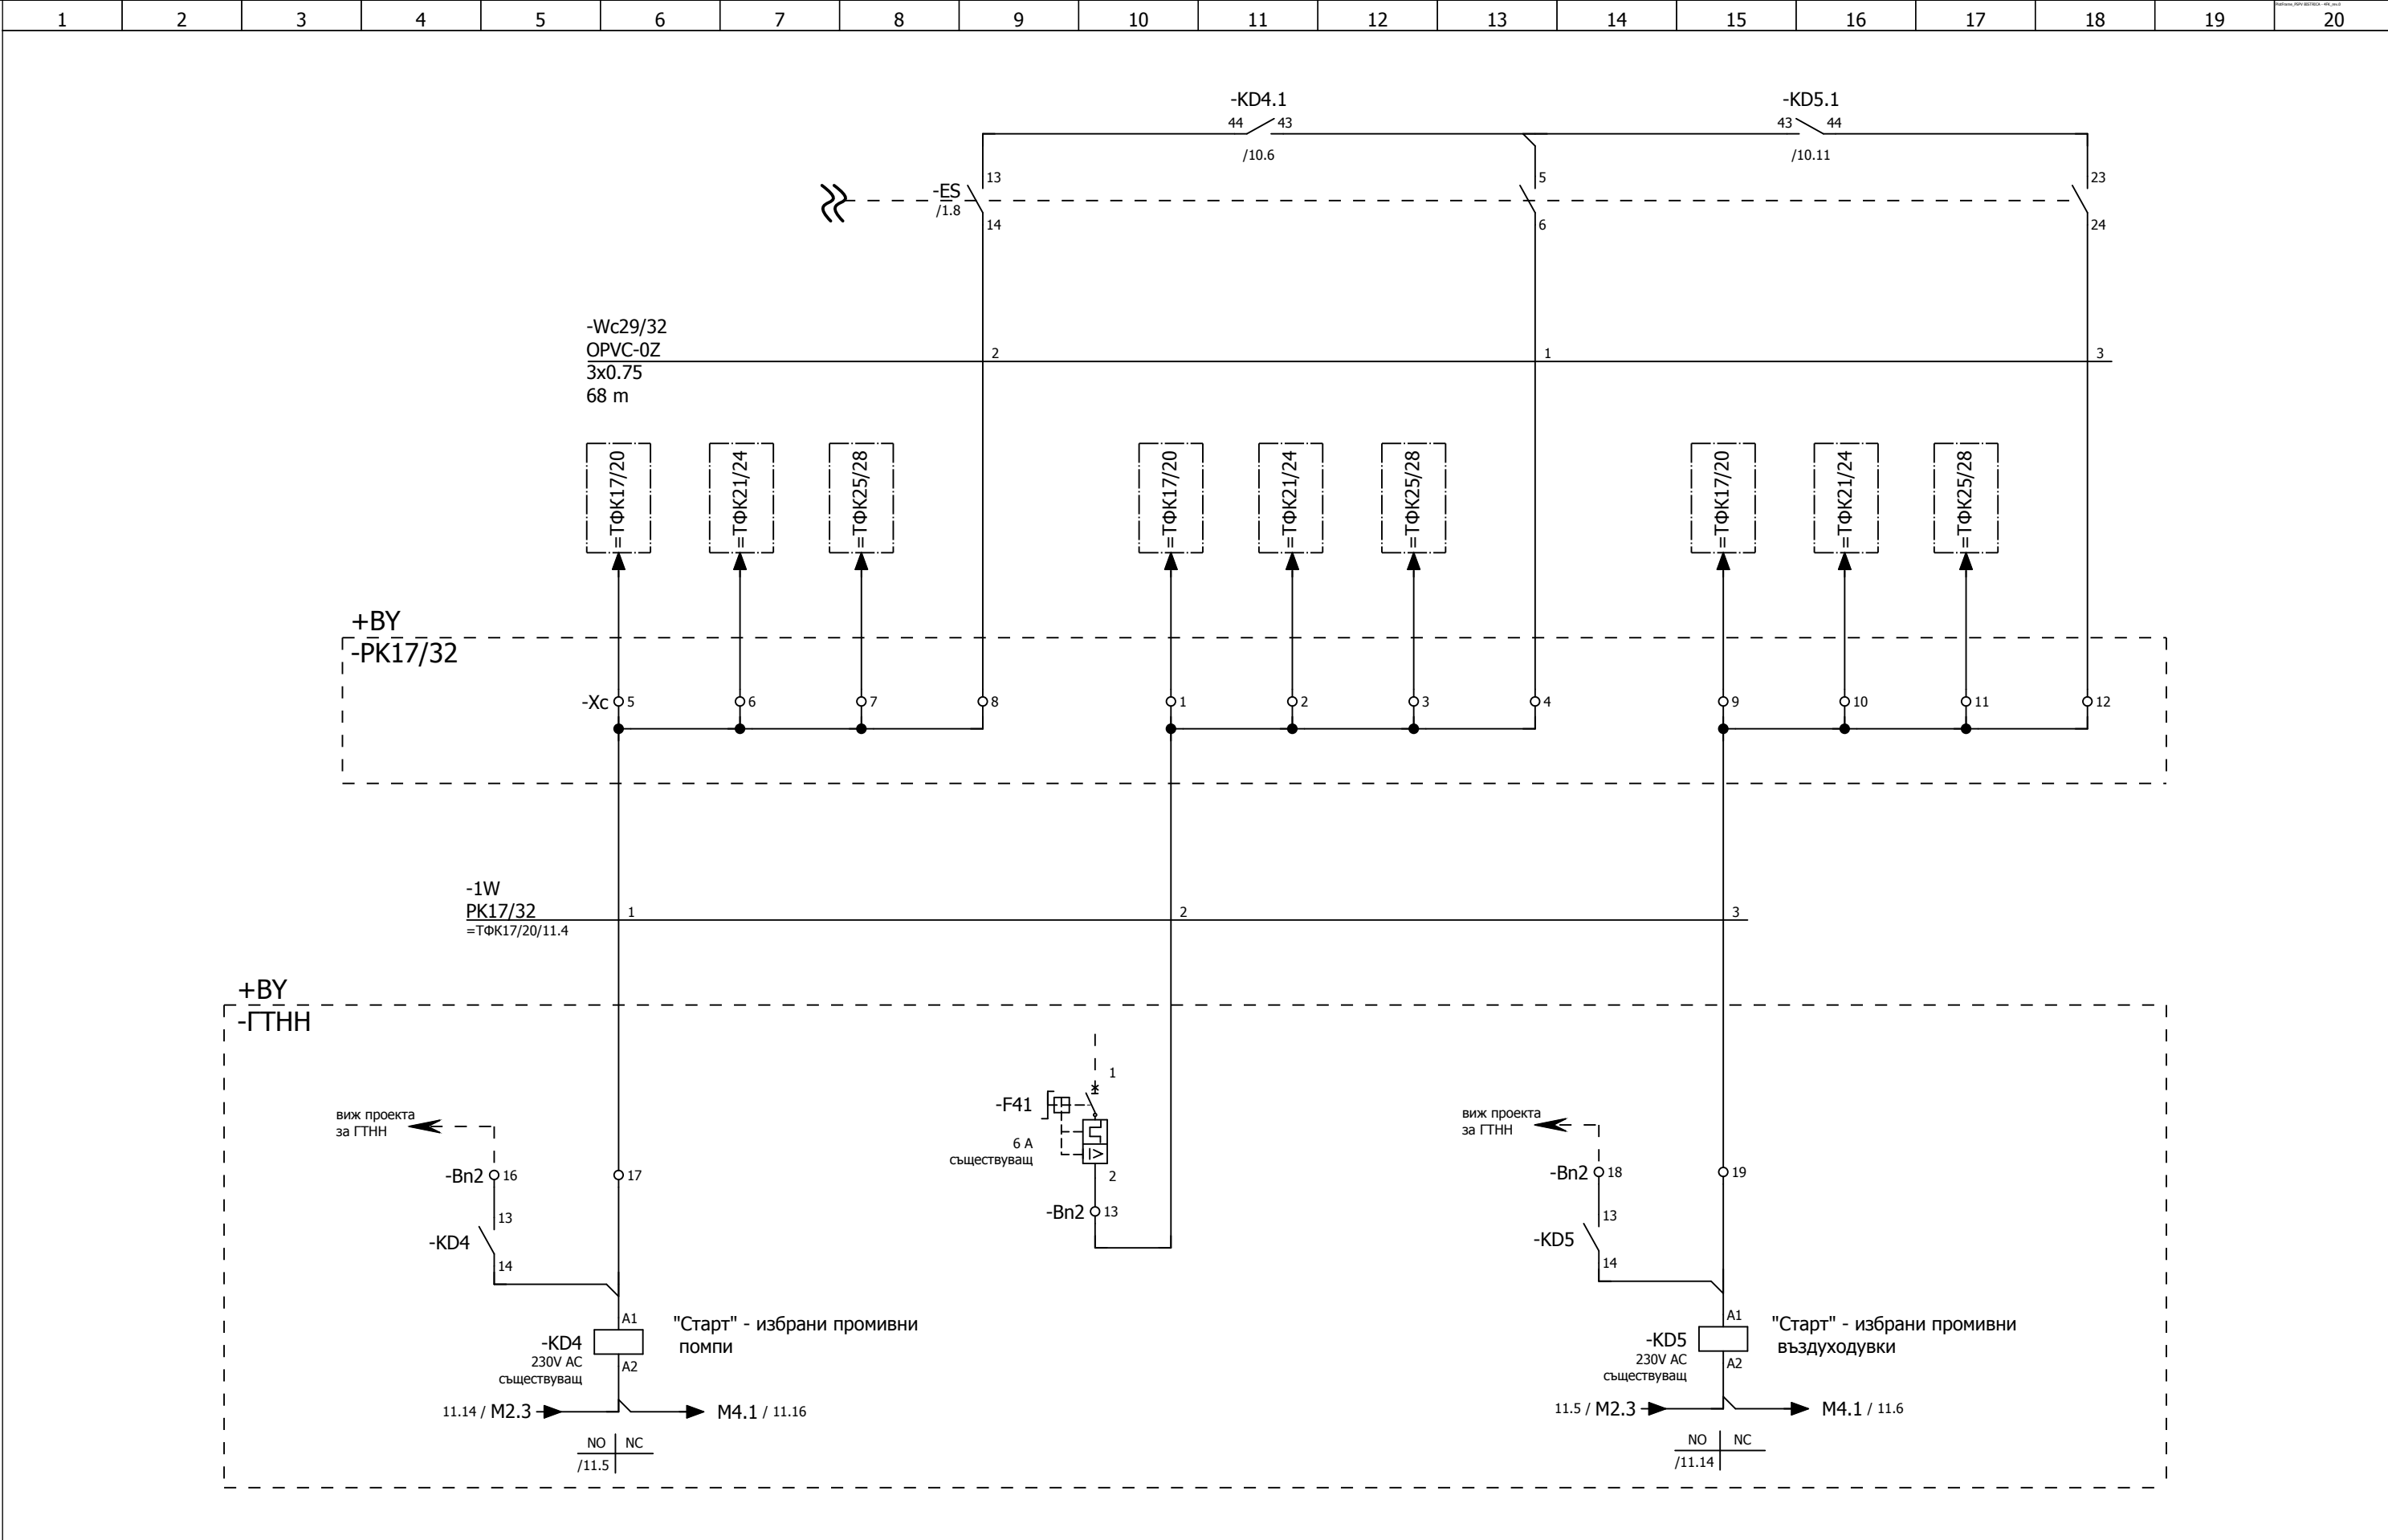 1 2 3 4 5 6 7 8 9 10 11 12 13 14 15 16 17 18 19 20
-KD4.1
44 43
/10.6
-KD5.1
43 44
/10.11
-ES
/1.8
13
14
5
6
23
24
-Wc29/32
OPVC-0Z
3x0.75
68 m
2
1
3
=ТФК17/20
=ТФК21/24
=ТФК25/28
=ТФК17/20
=ТФК21/24
=ТФК25/28
=ТФК17/20
=ТФК21/24
=ТФК25/28
+BY
-PK17/32
-Xc 5 6 7 8 1 2 3 4 9 10 11 12
-1W
PK17/32
=ТФК17/20/11.4
1
2
3
+BY
-ГТНН
виж проекта
за ГТНН
-Bn2 16
17
13
-KD4
14
A1
-KD4
230V AC
съществуващ
A2
"Старт" - избрани промивни
помпи
11.14 / M2.3
M4.1 / 11.16
NO NC
/11.5
1
-F41
6 A
съществуващ
2
-Bn2 13
виж проекта
за ГТНН
-Bn2 18
19
13
-KD5
14
A1
-KD5
230V AC
съществуващ
A2
"Старт" - избрани промивни
въздуходувки
11.5 / M2.3
M4.1 / 11.6
NO NC
/11.14